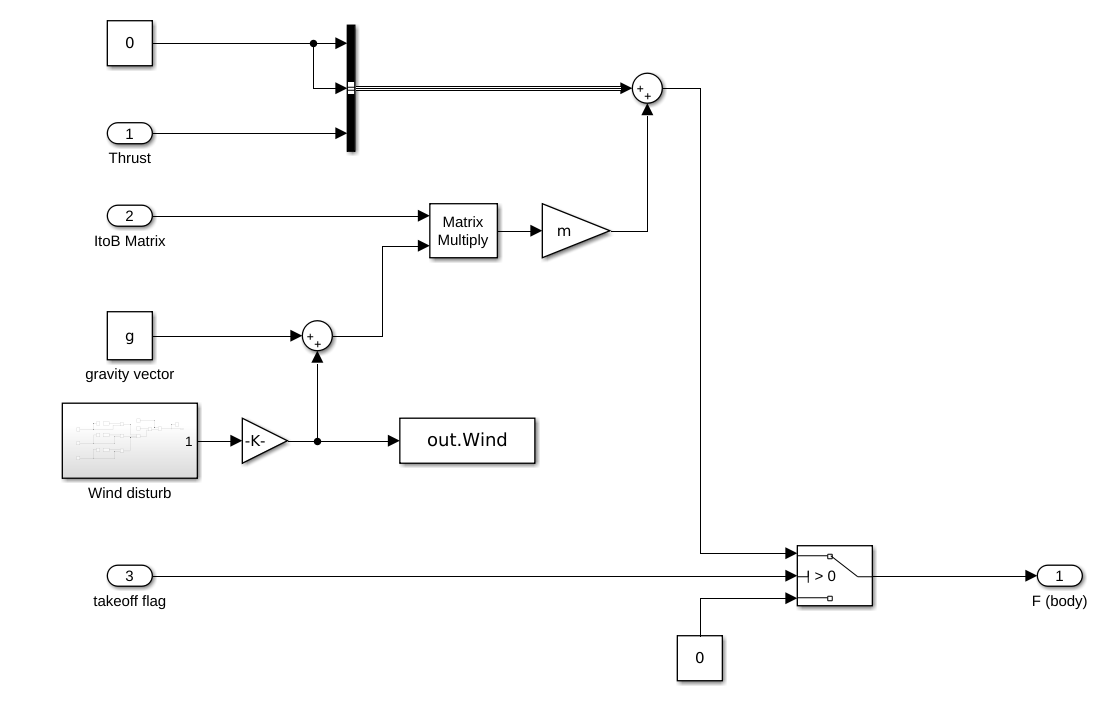 0
+
+
1
Thrust
2
ItoB Matrix
Matrix
Multiply
m
g
gravity vector
+
+
1
-K-
out.Wind
Wind disturb
3
takeoff flag
> 0
1
F (body)
0